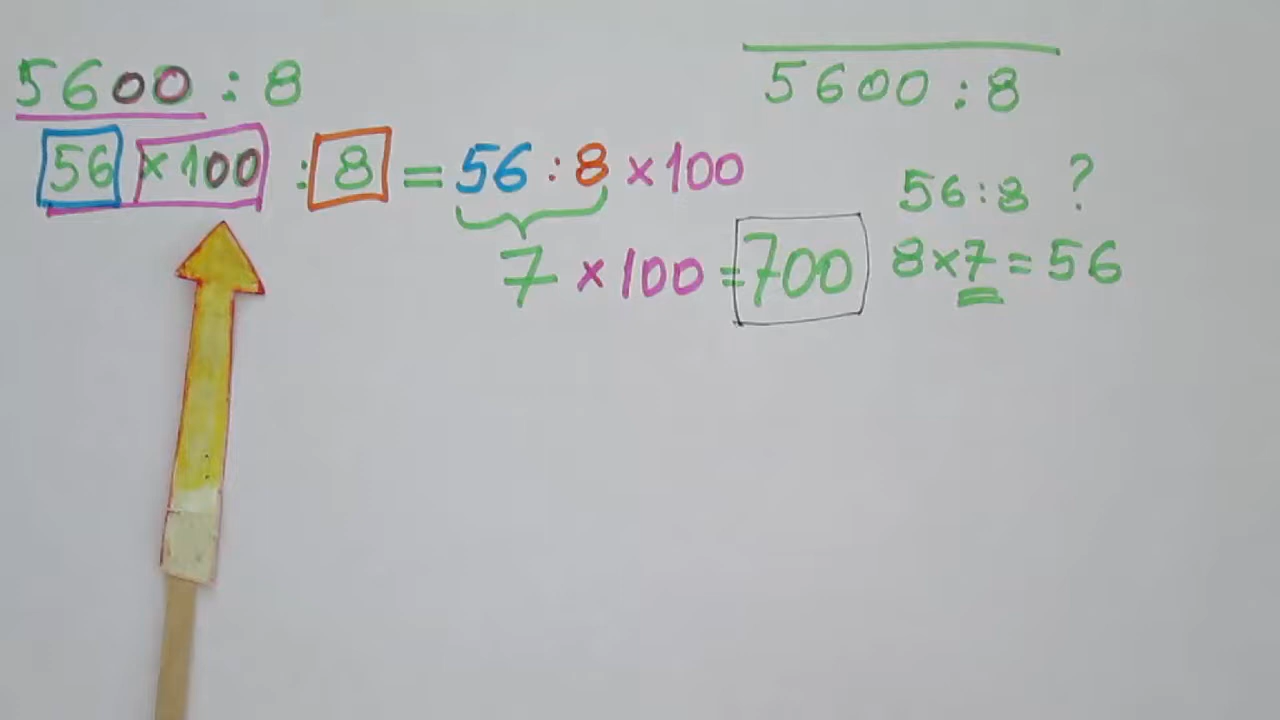 5600 : 8
56 ×100 : 8 = 56 : 8 ×100
7 ×100 = 700
5600 : 8
56 : 8 ?
8×7 = 56